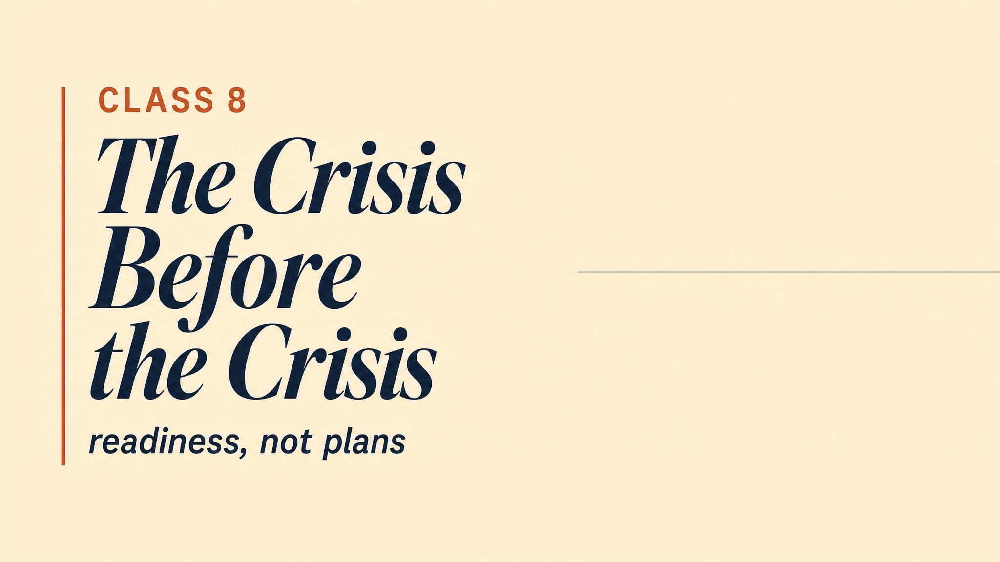 CLASS 8
The Crisis
Before
the Crisis
readiness, not plans